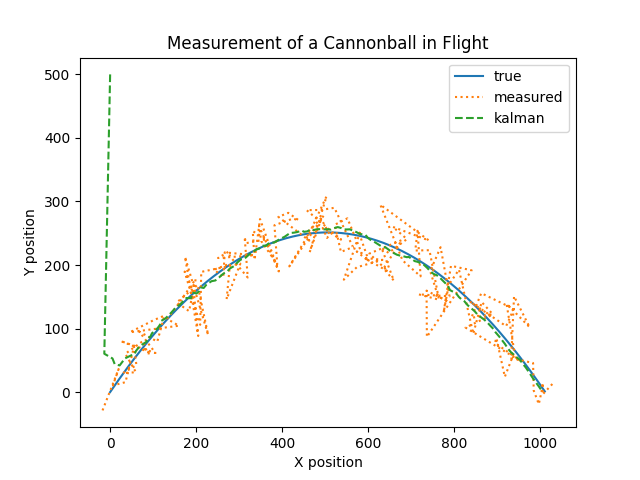 Measurement of a Cannonball in Flight
true
measured
kalman
500
400
300
200
100
0
Y position
0 200 400 600 800 1000
X position